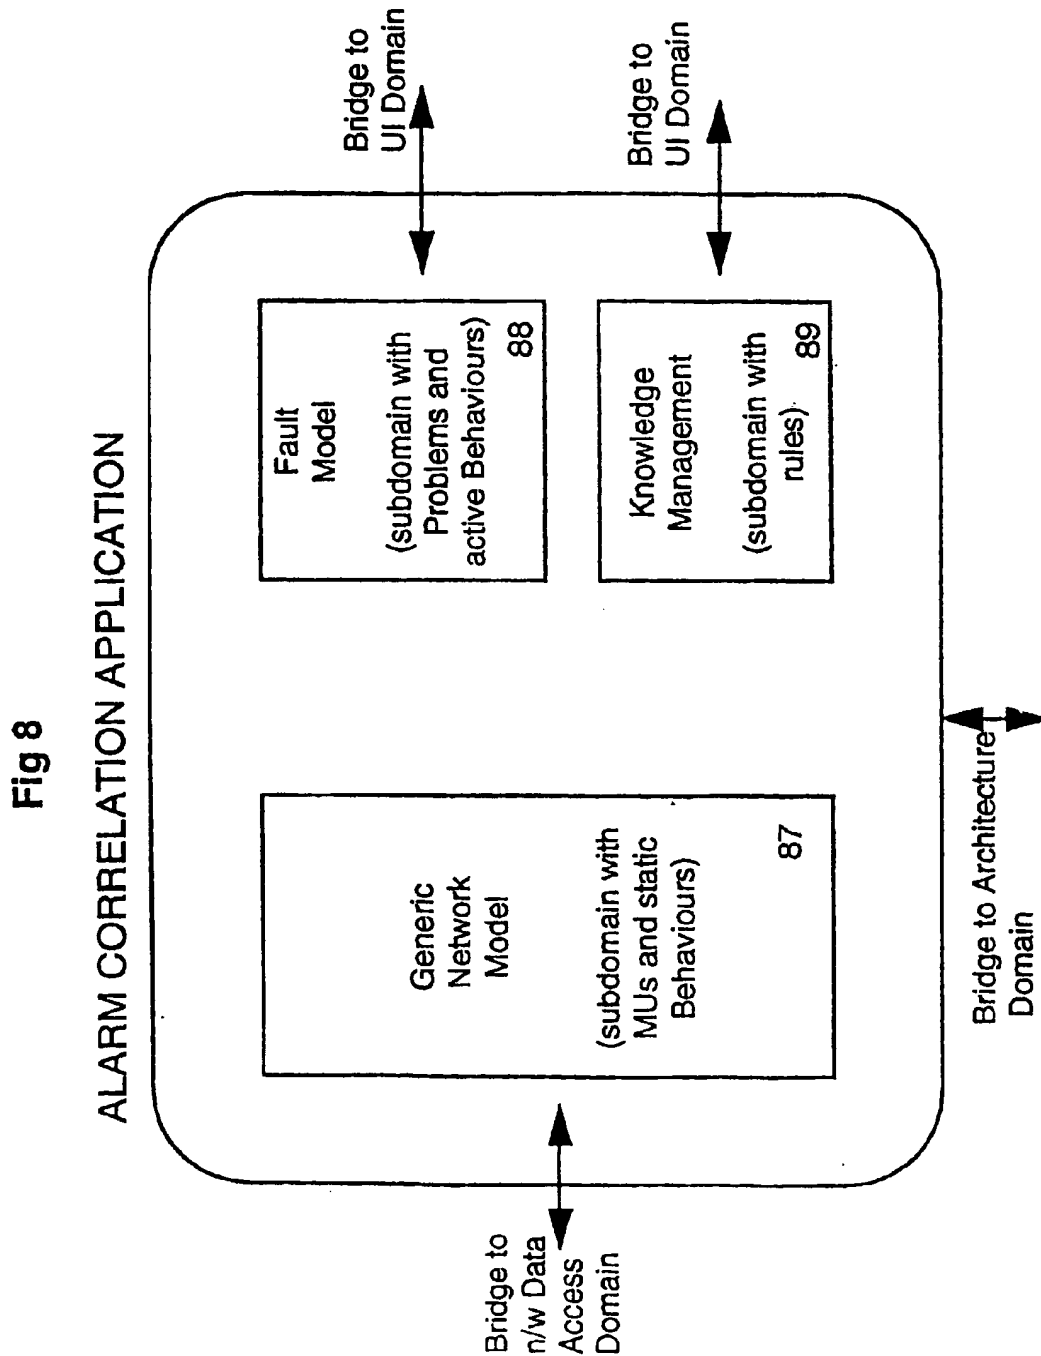 Fig 8
ALARM CORRELATION APPLICATION
Bridge to
n/w Data
Access
Domain
Generic
Network
Model
(subdomain with
MUs and static
Behaviours)
87
Fault
Model
(subdomain with
Problems and
active Behaviours)
88
Bridge to
UI Domain
Knowledge
Management
(subdomain with
rules)
89
Bridge to
UI Domain
Bridge to Architecture
Domain